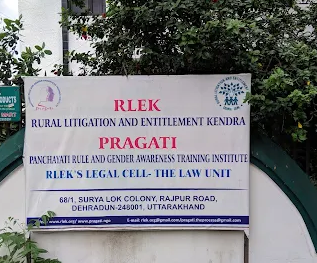 RLEK
RURAL LITIGATION AND ENTITLEMENT KENDRA
PRAGATI
PANCHAYATI RULE AND GENDER AWARENESS TRAINING INSTITUTE
RLEK'S LEGAL CELL- THE LAW UNIT
68/1, SURYA LOK COLONY, RAJPUR ROAD,
DEHRADUN-248001, UTTARAKHAND